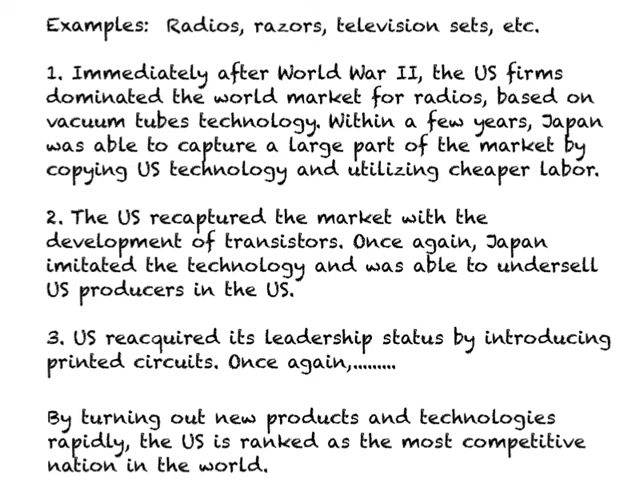 Examples: Radios, razors, television sets, etc.
1. Immediately after World War II, the US firms
dominated the world market for radios, based on
vacuum tubes technology. Within a few years, Japan
was able to capture a large part of the market by
copying US technology and utilizing cheaper labor.
2. The US recaptured the market with the
development of transistors. Once again, Japan
imitated the technology and was able to undersell
US producers in the US.
3. US reacquired its leadership status by introducing
printed circuits. Once again,.........
By turning out new products and technologies
rapidly, the US is ranked as the most competitive
nation in the world.